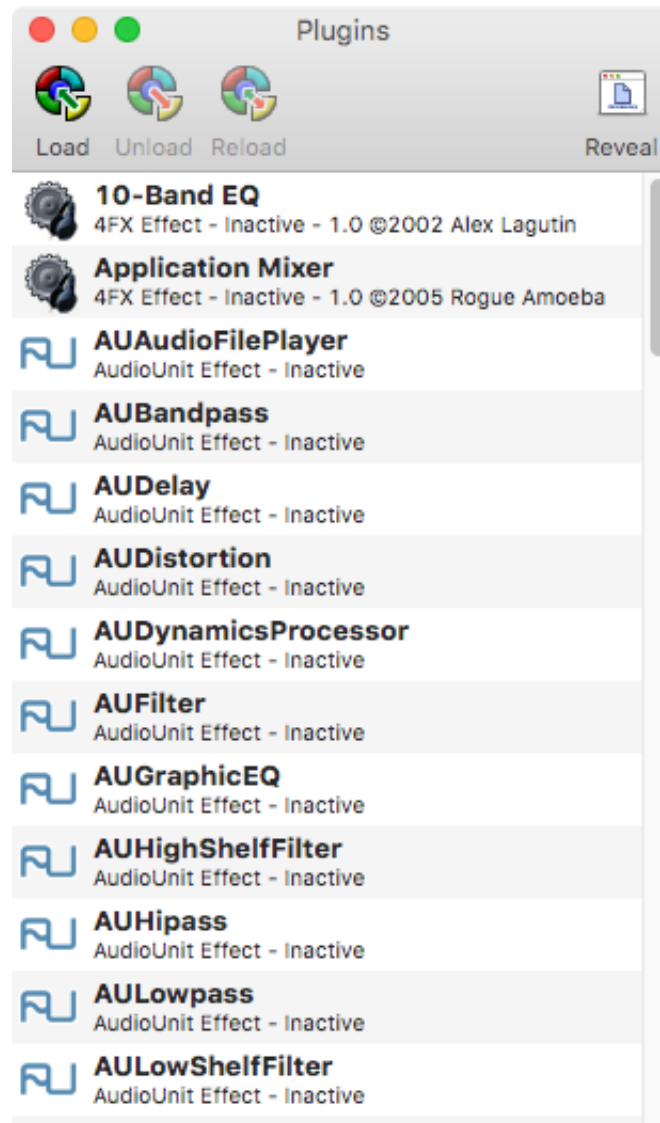 Plugins
Load Unload Reload Reveal
10-Band EQ
4FX Effect - Inactive - 1.0 ©2002 Alex Lagutin
Application Mixer
4FX Effect - Inactive - 1.0 ©2005 Rogue Amoeba
AUAudioFilePlayer
AudioUnit Effect - Inactive
AUBandpass
AudioUnit Effect - Inactive
AUDelay
AudioUnit Effect - Inactive
AUDistortion
AudioUnit Effect - Inactive
AUDynamicsProcessor
AudioUnit Effect - Inactive
AUFilter
AudioUnit Effect - Inactive
AUGraphicEQ
AudioUnit Effect - Inactive
AUHighShelfFilter
AudioUnit Effect - Inactive
AUHipass
AudioUnit Effect - Inactive
AULowpass
AudioUnit Effect - Inactive
AULowShelfFilter
AudioUnit Effect - Inactive